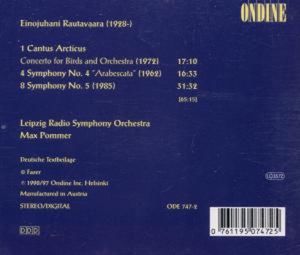 Einojuhani Rautavaara (1928-)
ONDINE
1 Cantus Arcticus
Concerto for Birds and Orchestra (1972) 17:10
4 Symphony No. 4 "Arabescata" (1962) 16:33
8 Symphony No. 5 (1985) 31:32
[65:15]
Leipzig Radio Symphony Orchestra
Max Pommer
Deutsche Textbeilage
© Fazer
℗ 1990/97 Ondine Inc. Helsinki
Manufactured in Austria
STEREO/DIGITAL ODE 747-2
DDD
LC3572
0 761195 074725